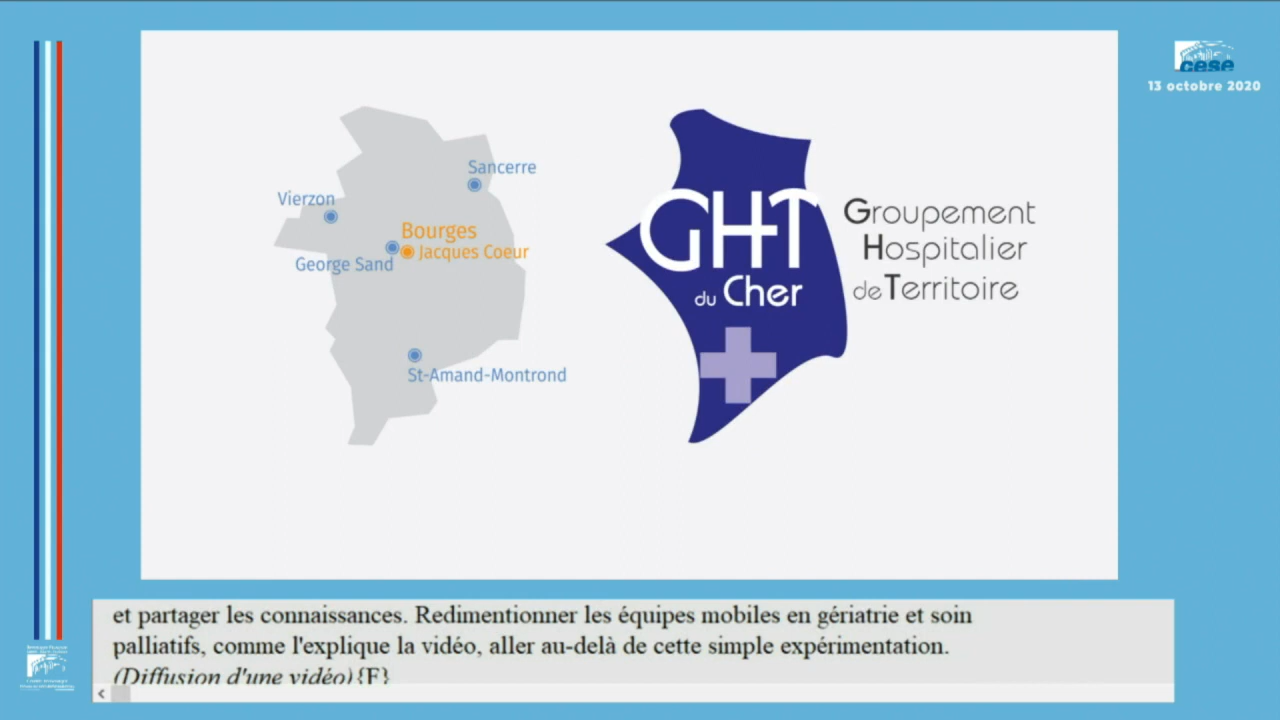 cese
13 octobre 2020
Sancerre
Vierzon
Bourges
Jacques Coeur
George Sand
St-Amand-Montrond
GHT
du Cher
Groupement
Hospitalier
de Territoire
et partager les connaissances. Redimentionner les équipes mobiles en gériatrie et soin
palliatifs, comme l'explique la vidéo, aller au-delà de cette simple expérimentation.
(Diffusion d'une vidéo){F}